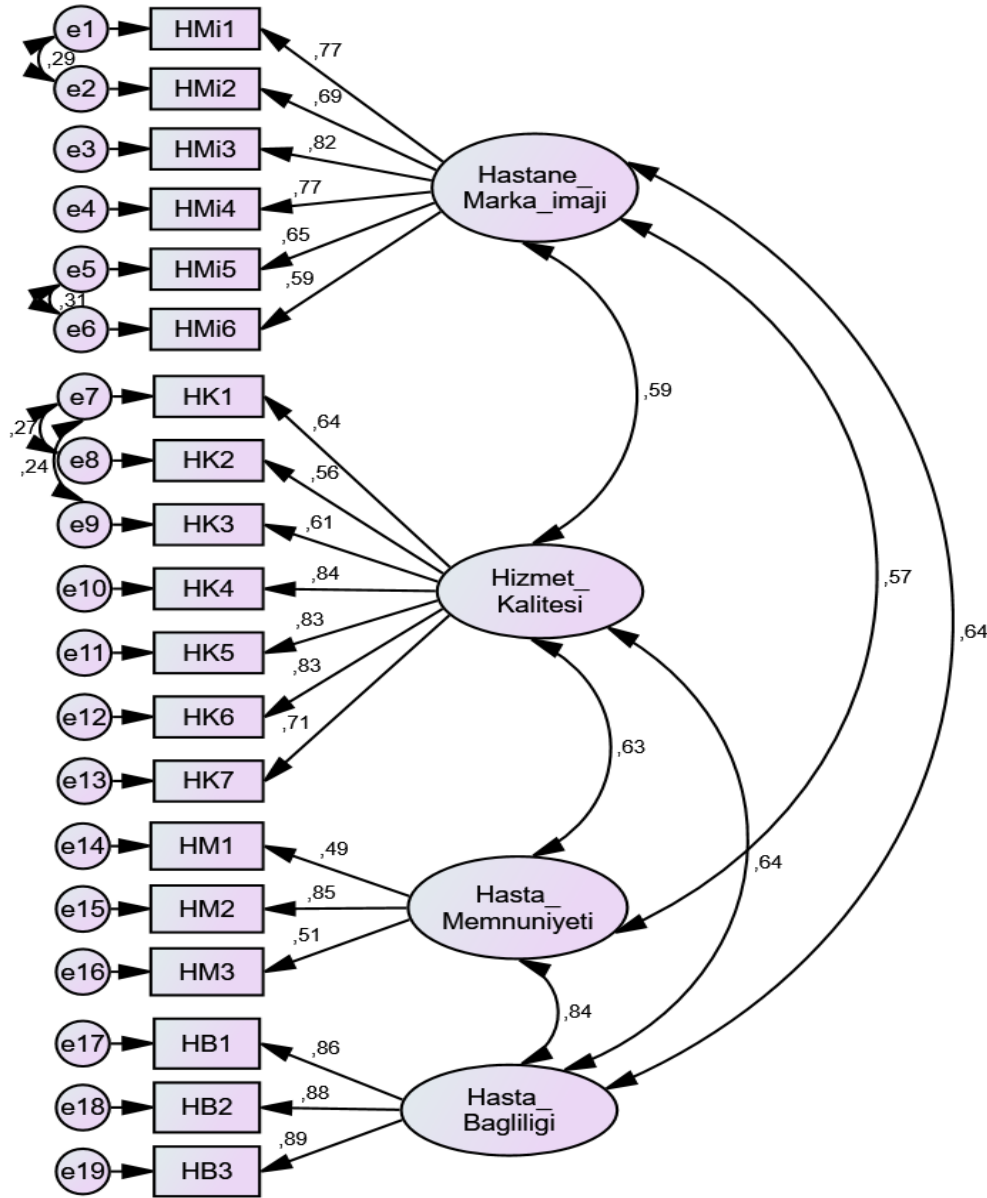 e1
HMi1
,77
,29
e2
HMi2
,69
e3
HMi3
,82
e4
HMi4
,77
e5
HMi5
,65
,31
e6
HMi6
,59
Hastane_
Marka_imaji
,59
,57
,64
e7
HK1
,64
,27
e8
HK2
,56
,24
e9
HK3
,61
e10
HK4
,84
e11
HK5
,83
e12
HK6
,83
e13
HK7
,71
Hizmet_
Kalitesi
,63
,64
e14
HM1
,49
e15
HM2
,85
e16
HM3
,51
Hasta_
Memnuniyeti
,84
e17
HB1
,86
e18
HB2
,88
e19
HB3
,89
Hasta_
Bagliligi